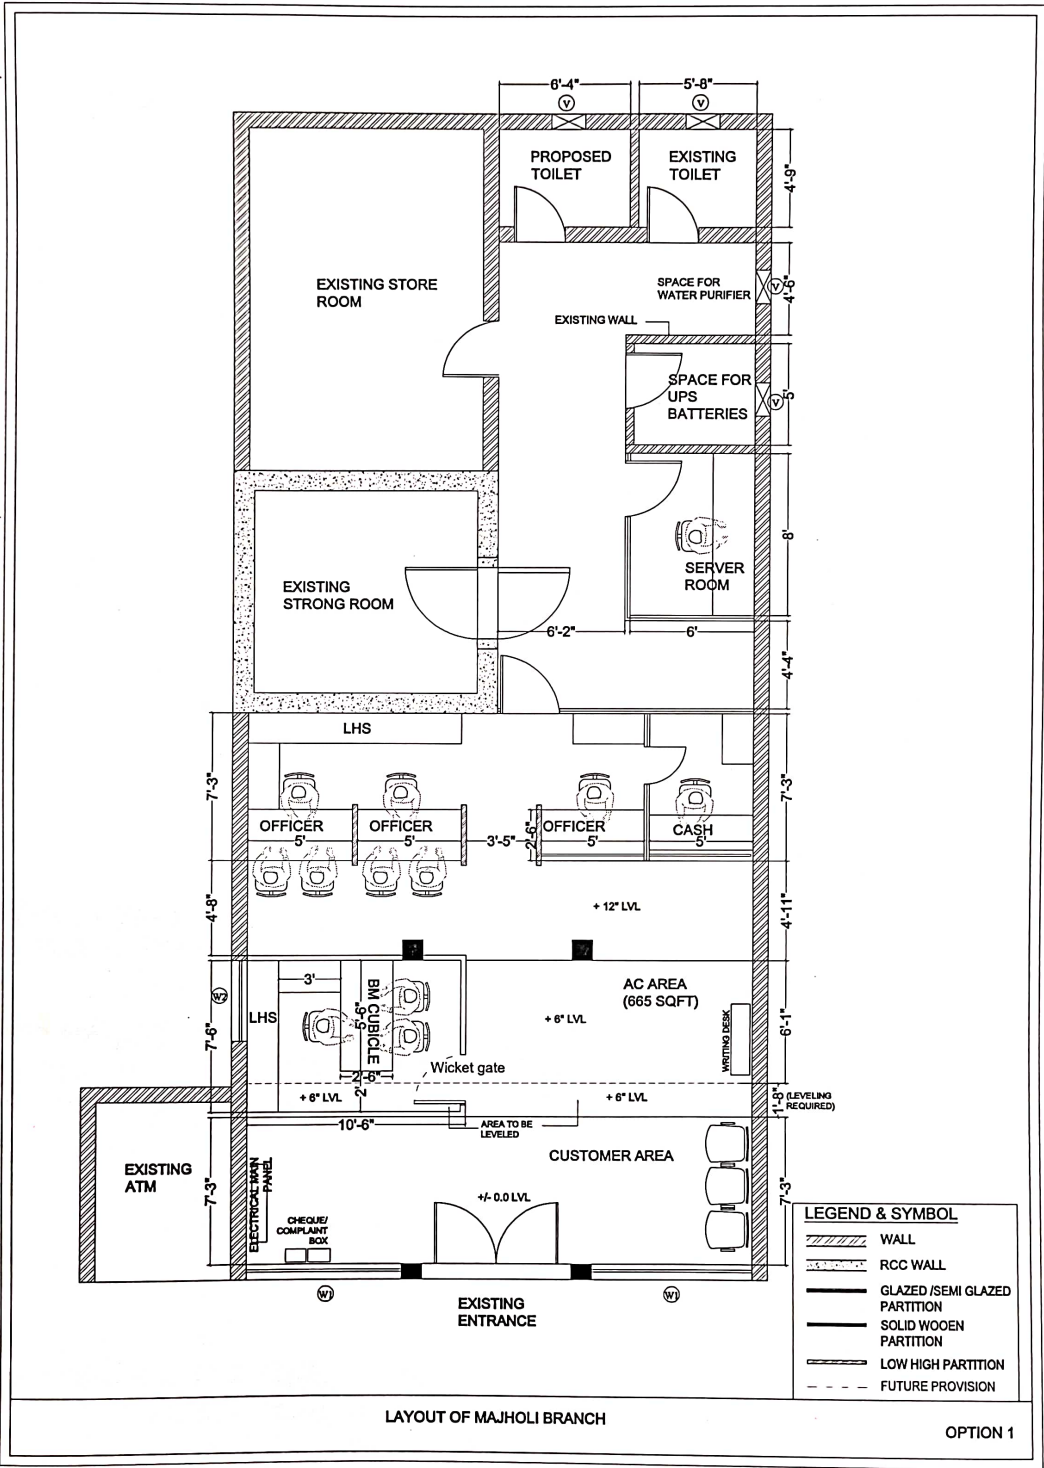 6'-4"
5'-8"
V
V
PROPOSED
TOILET
EXISTING
TOILET
4'-9"
EXISTING STORE
ROOM
SPACE FOR
WATER PURIFIER
V
4'-6"
EXISTING WALL
SPACE FOR
UPS
BATTERIES
V
5'
8'
SERVER
ROOM
EXISTING
STRONG ROOM
6'-2"
6'
4'-4"
LHS
7'-3"
7'-3"
OFFICER
5'
OFFICER
5'
3'-5"
2'-6"
OFFICER
5'
CASH
5'
4'-8"
+ 12" LVL
4'-11"
AC AREA
(665 SQFT)
3'
W2
LHS
BM CUBICLE
5'-6"
+ 6" LVL
WRITING DESK
6'-1"
7'-6"
Wicket gate
2'-6"
2'
+ 6" LVL
+ 6" LVL
1'-8"
(LEVELING
REQUIRED)
10'-6"
AREA TO BE
LEVELED
CUSTOMER AREA
EXISTING
ATM
7'-3"
ELECTRICAL MAIN
PANEL
+/- 0.0 LVL
7'-3"
CHEQUE/
COMPLAINT
BOX
W1
W1
EXISTING
ENTRANCE
LEGEND & SYMBOL
WALL
RCC WALL
GLAZED /SEMI GLAZED
PARTITION
SOLID WOOEN
PARTITION
LOW HIGH PARTITION
FUTURE PROVISION
LAYOUT OF MAJHOLI BRANCH
OPTION 1